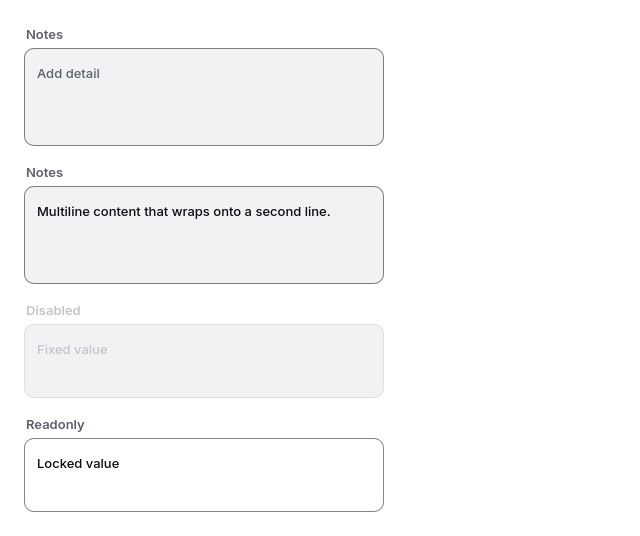 Notes
Add detail
Notes
Multiline content that wraps onto a second line.
Disabled
Fixed value
Readonly
Locked value